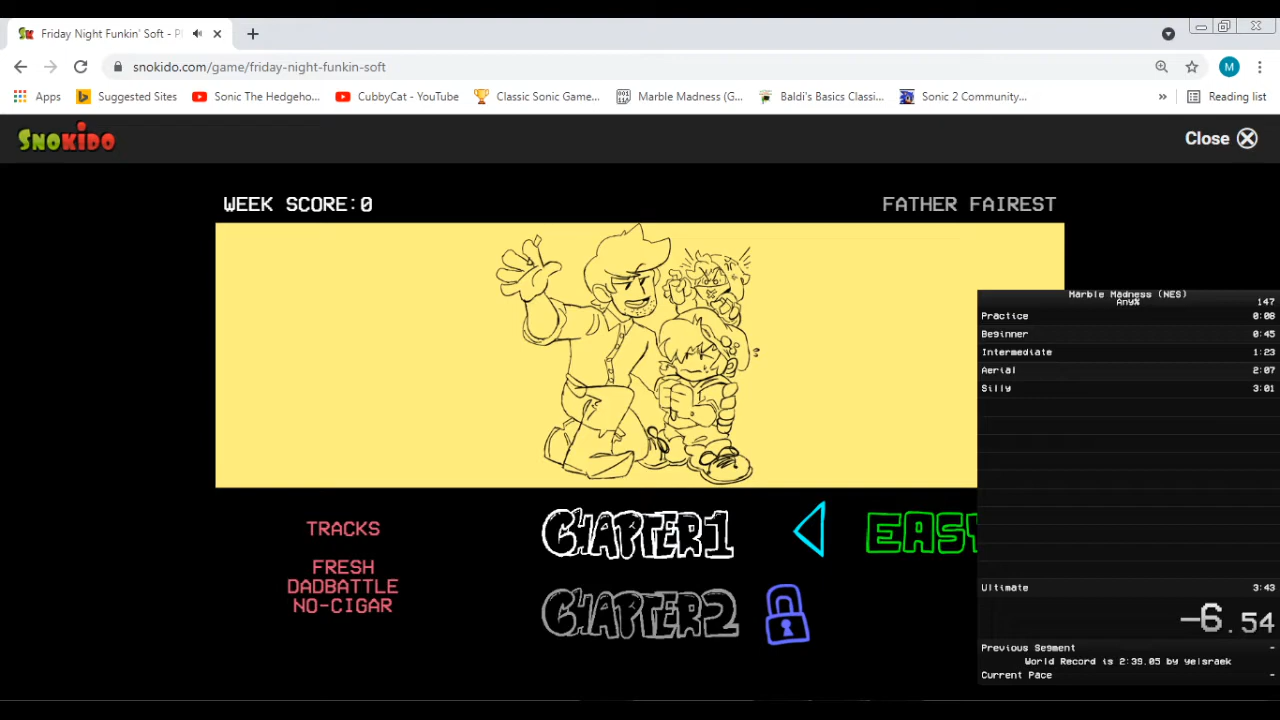 Friday Night Funkin' Soft - Pl
snokido.com/game/friday-night-funkin-soft
M
Apps
Suggested Sites
Sonic The Hedgeho...
CubbyCat - YouTube
Classic Sonic Game...
Marble Madness (G...
Baldi's Basics Classi...
Sonic 2 Community...
»
Reading list
SNOKIDO
Close
WEEK SCORE:0
FATHER FAIREST
TRACKS
FRESH
DADBATTLE
NO-CIGAR
CHAPTER1
CHAPTER2
EASY
Marble Madness (NES)
Any% 147
Practice 0:08
Beginner 0:45
Intermediate 1:23
Aerial 2:07
Silly 3:01
Ultimate 3:43
-6.54
Previous Segment -
World Record is 2:39.05 by yelsraek
Current Pace -